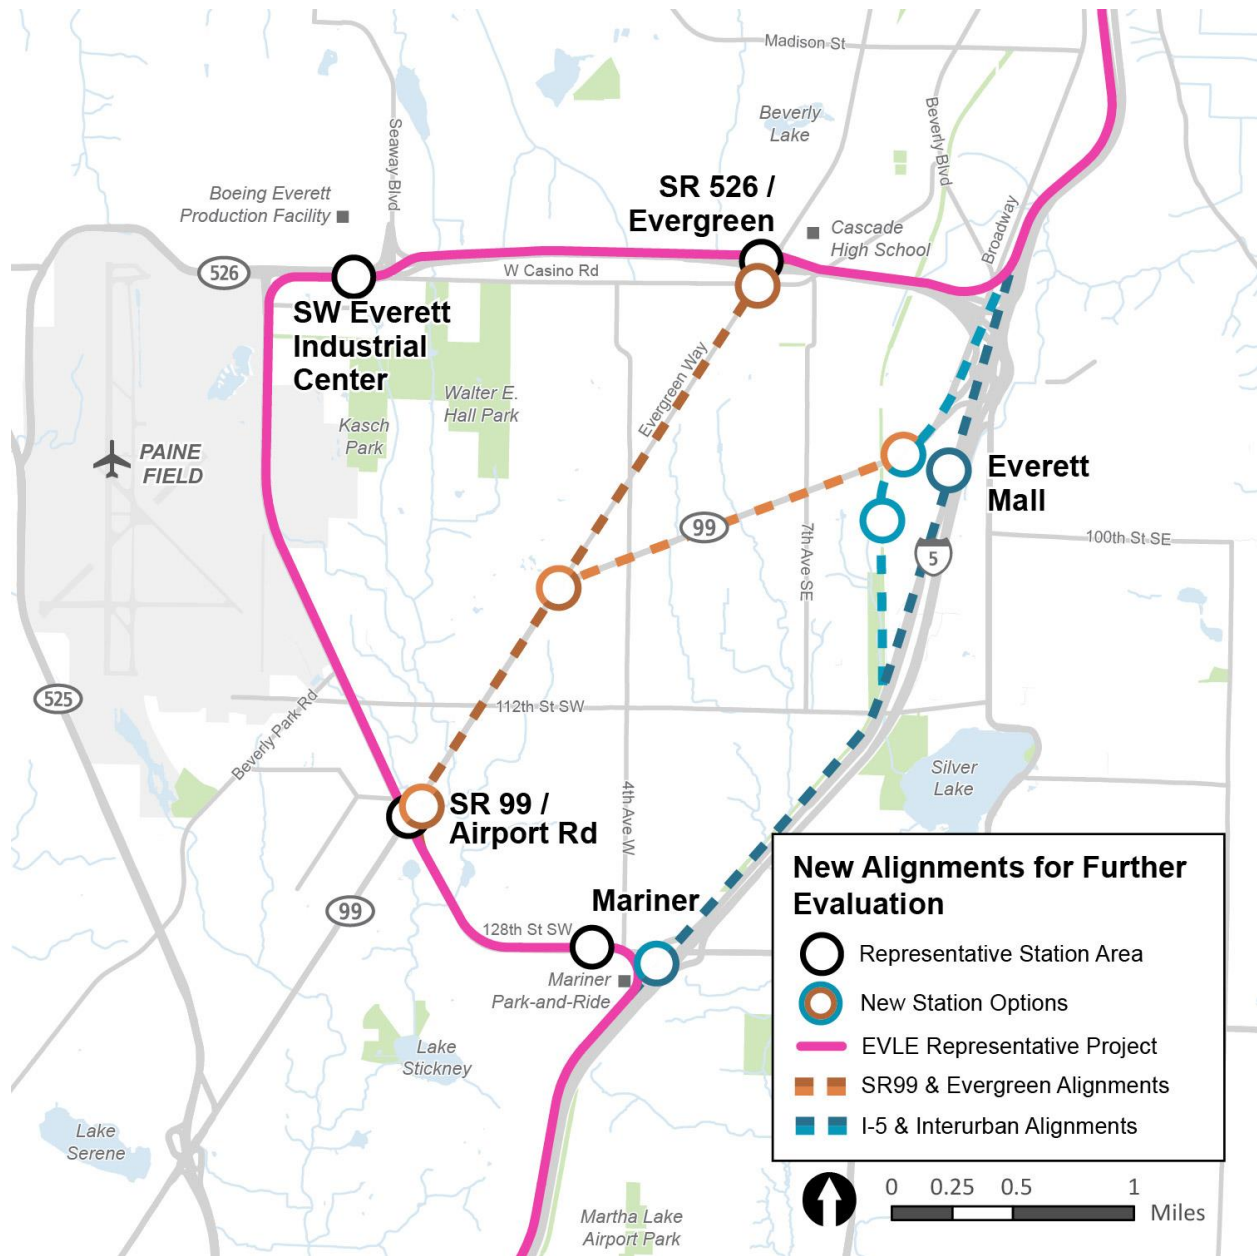 Madison St
Beverly
Lake
Beverly Blvd
Seaway Blvd
Boeing Everett
Production Facility
SR 526 /
Evergreen
Cascade
High School
Broadway
526
W Casino Rd
SW Everett
Industrial
Center
Evergreen Way
Walter E.
Hall Park
Kasch
Park
PAINE
FIELD
Everett
Mall
99
7th Ave SE
5
100th St SE
525
Beverly Park Rd
112th St SW
Silver
Lake
SR 99 /
Airport Rd
4th Ave W
99
Mariner
128th St SW
Mariner
Park-and-Ride
Lake
Stickney
Lake
Serene
Martha Lake
Airport Park
New Alignments for Further
Evaluation
Representative Station Area
New Station Options
EVLE Representative Project
SR99 & Evergreen Alignments
I-5 & Interurban Alignments
0 0.25 0.5 1
Miles